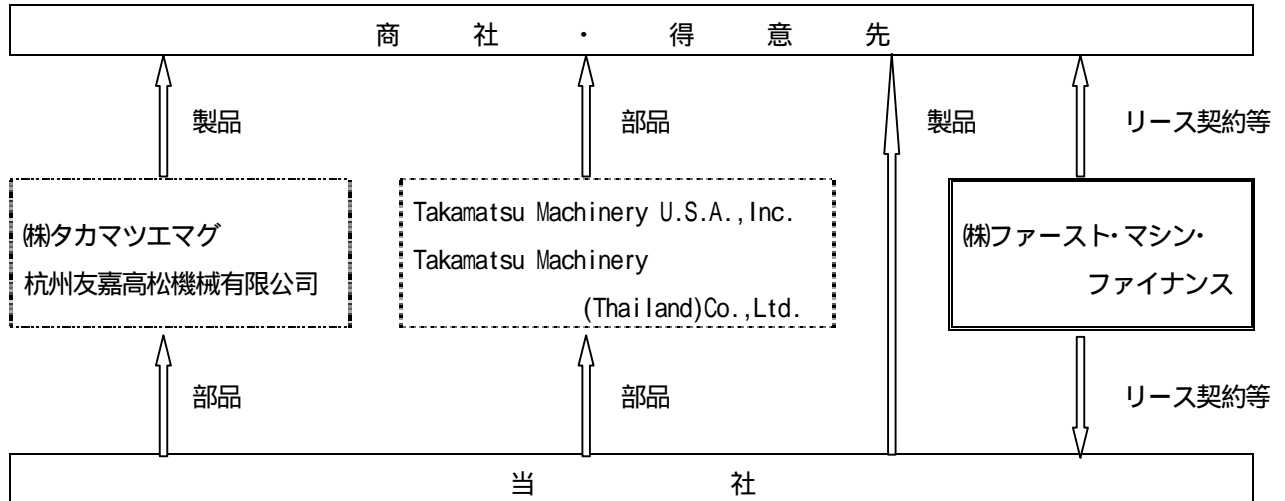 商社・得意先
製品
部品
製品
リース契約等
㈱タカマツエマグ
杭州友嘉高松機械有限公司
Takamatsu Machinery U.S.A.,Inc.
Takamatsu Machinery
(Thailand)Co.,Ltd.
㈱ファースト・マシン・
ファイナンス
部品
部品
リース契約等
当社